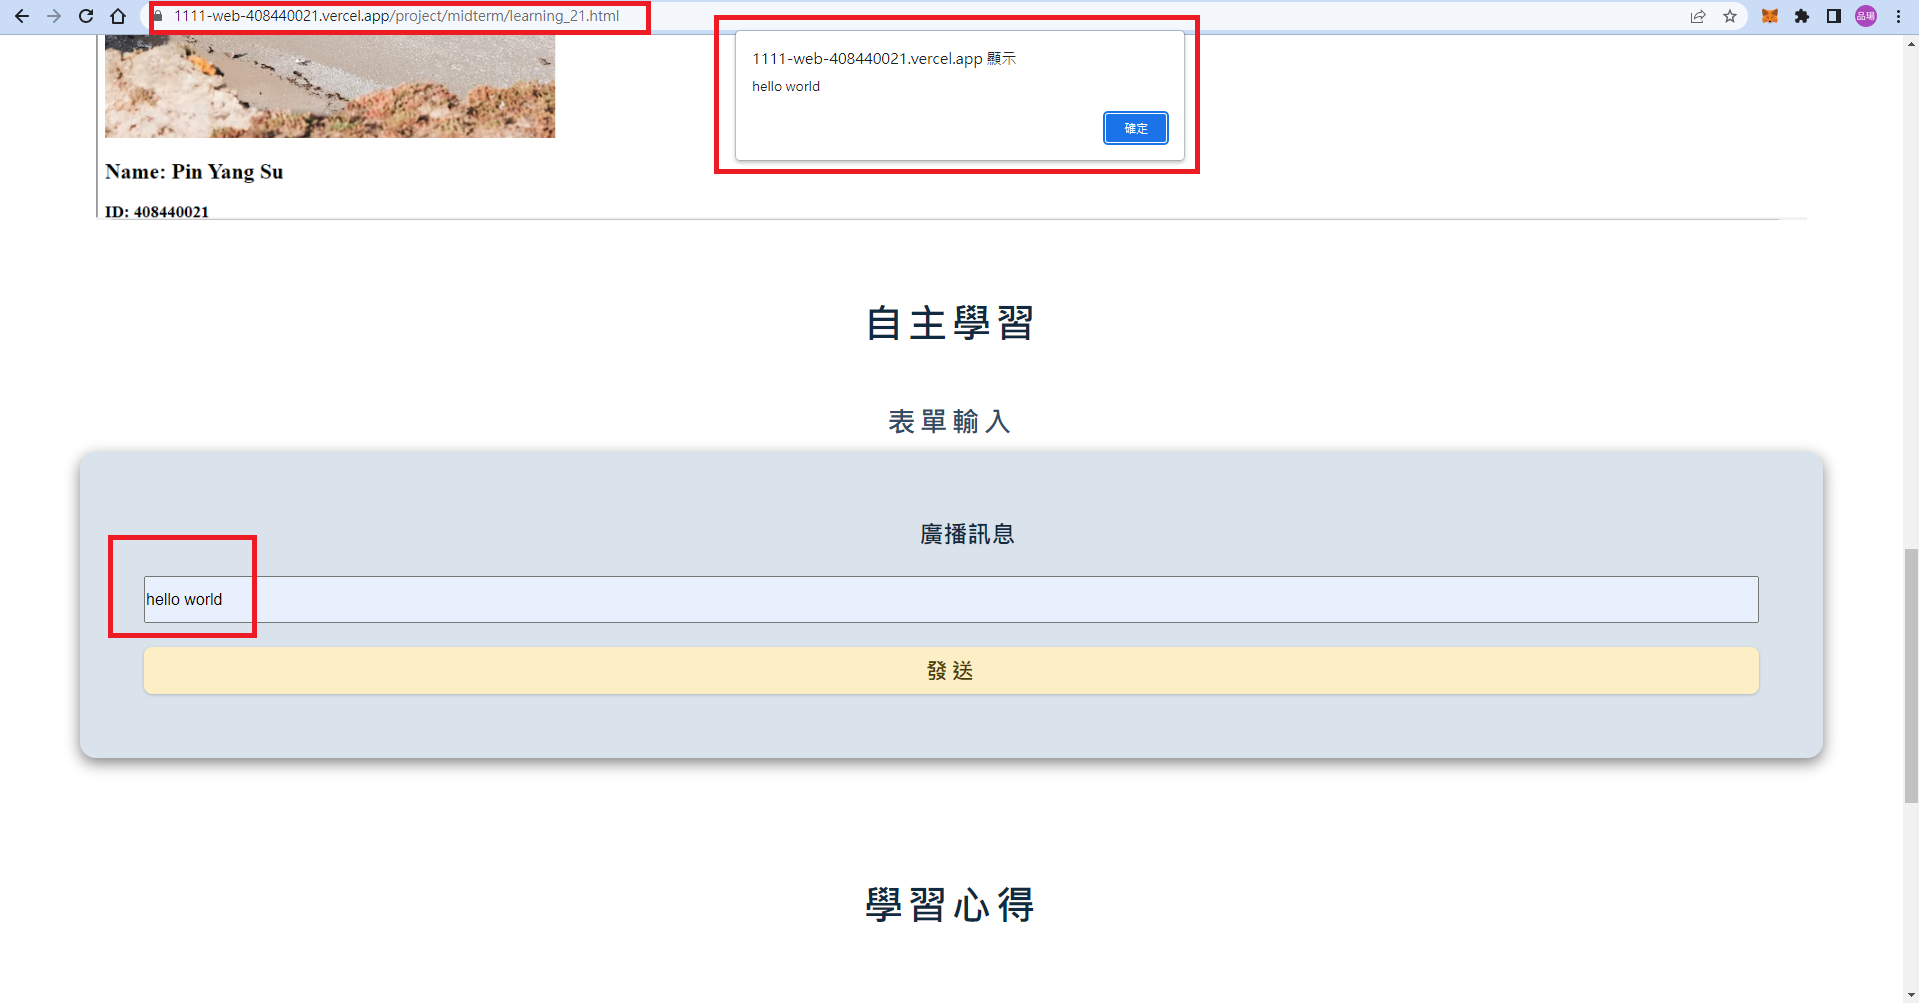 1111-web-408440021.vercel.app/project/midterm/learning_21.html
品瑒
1111-web-408440021.vercel.app 顯示
hello world
確定
Name: Pin Yang Su
ID: 408440021
自主學習
表單輸入
廣播訊息
hello world
發送
學習心得